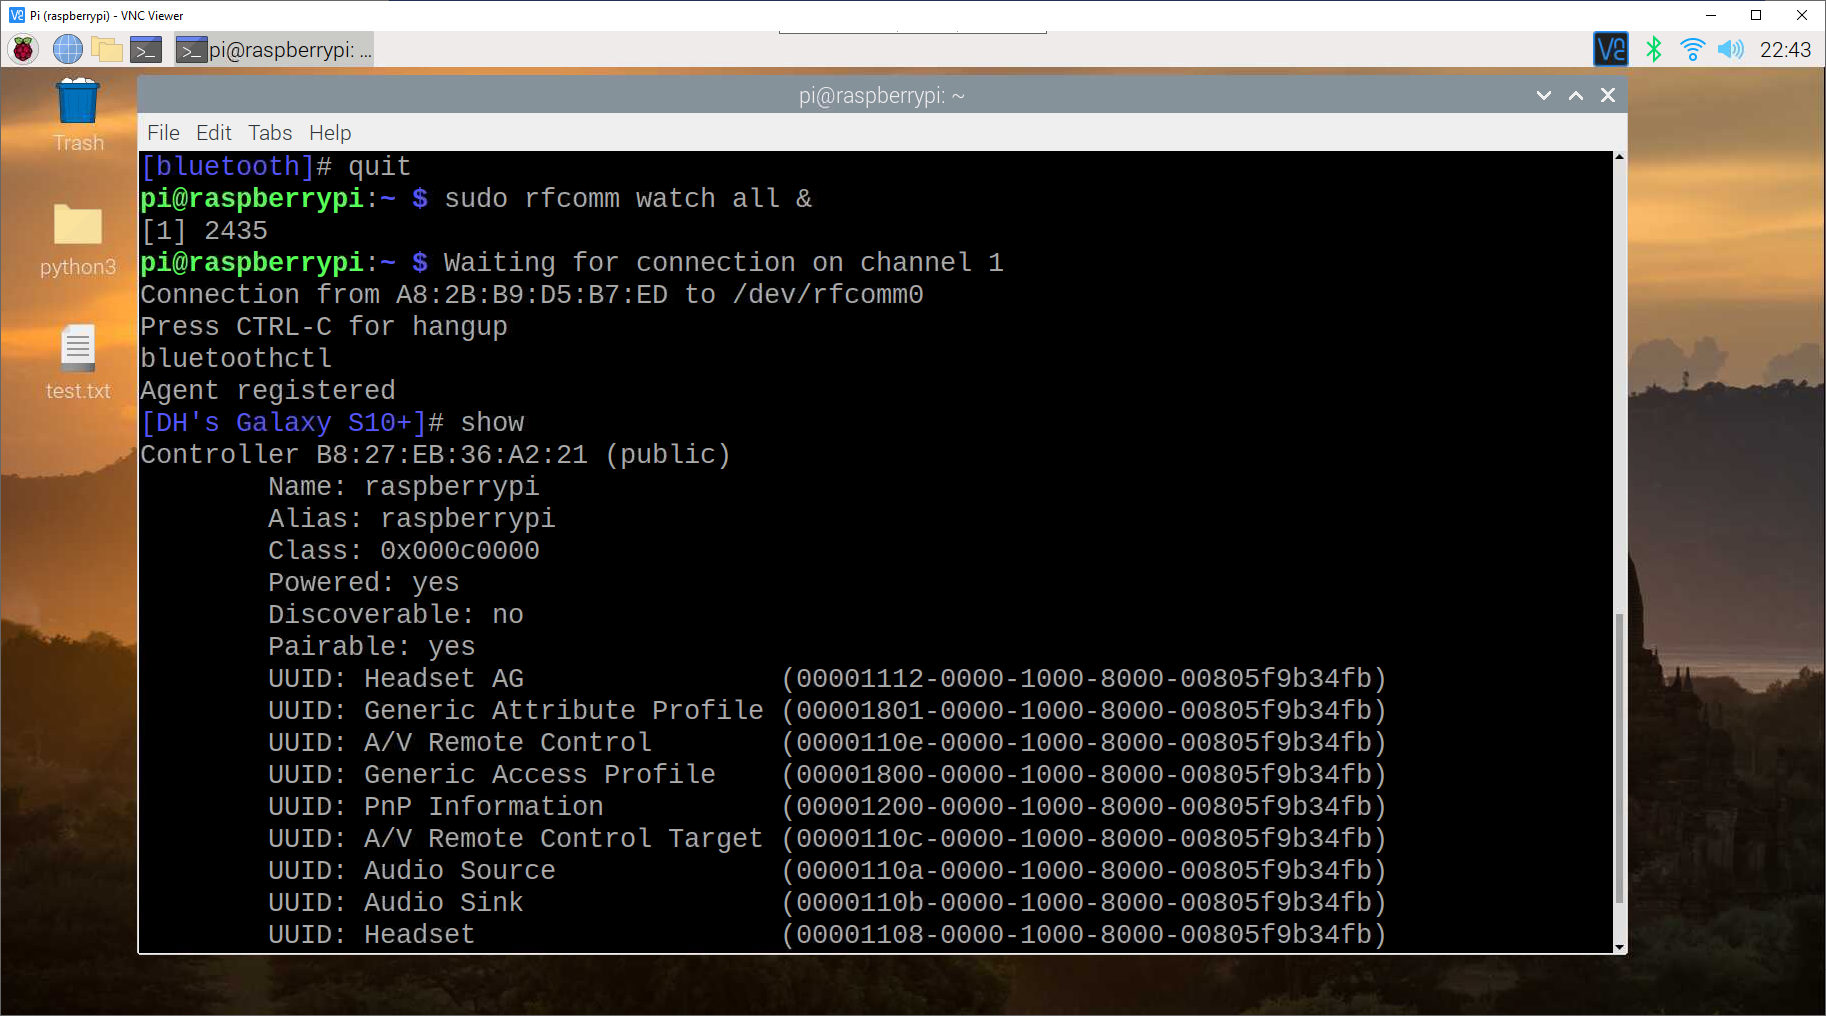 Pi (raspberrypi) - VNC Viewer
pi@raspberrypi: ...
22:43
Trash
python3
test.txt
pi@raspberrypi: ~
File Edit Tabs Help
[bluetooth]# quit
pi@raspberrypi:~ $ sudo rfcomm watch all &
[1] 2435
pi@raspberrypi:~ $ Waiting for connection on channel 1
Connection from A8:2B:B9:D5:B7:ED to /dev/rfcomm0
Press CTRL-C for hangup
bluetoothctl
Agent registered
[DH's Galaxy S10+]# show
Controller B8:27:EB:36:A2:21 (public)
Name: raspberrypi
Alias: raspberrypi
Class: 0x000c0000
Powered: yes
Discoverable: no
Pairable: yes
UUID: Headset AG (00001112-0000-1000-8000-00805f9b34fb)
UUID: Generic Attribute Profile (00001801-0000-1000-8000-00805f9b34fb)
UUID: A/V Remote Control (0000110e-0000-1000-8000-00805f9b34fb)
UUID: Generic Access Profile (00001800-0000-1000-8000-00805f9b34fb)
UUID: PnP Information (00001200-0000-1000-8000-00805f9b34fb)
UUID: A/V Remote Control Target (0000110c-0000-1000-8000-00805f9b34fb)
UUID: Audio Source (0000110a-0000-1000-8000-00805f9b34fb)
UUID: Audio Sink (0000110b-0000-1000-8000-00805f9b34fb)
UUID: Headset (00001108-0000-1000-8000-00805f9b34fb)